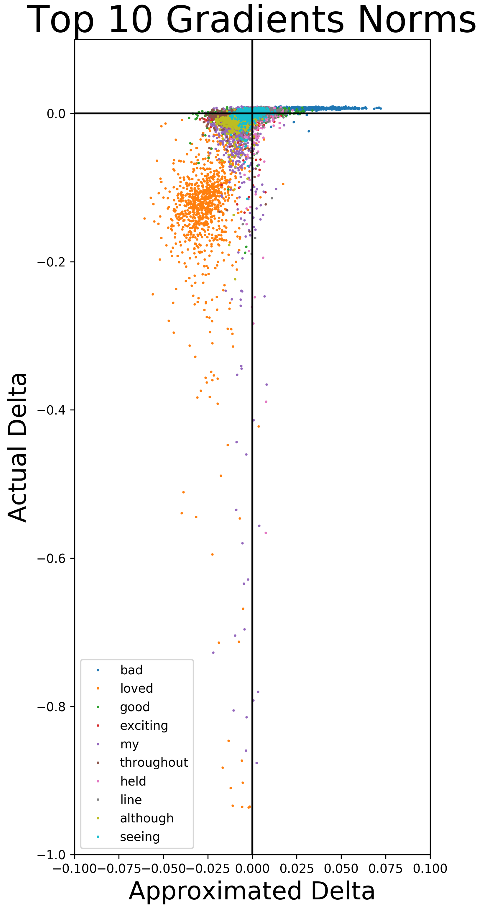 Top 10 Gradients Norms
0.0
−0.2
−0.4
−0.6
−0.8
−1.0
Actual Delta
bad
loved
good
exciting
my
throughout
held
line
although
seeing
−0.100 −0.075 −0.050 −0.025 0.000 0.025 0.050 0.075 0.100
Approximated Delta